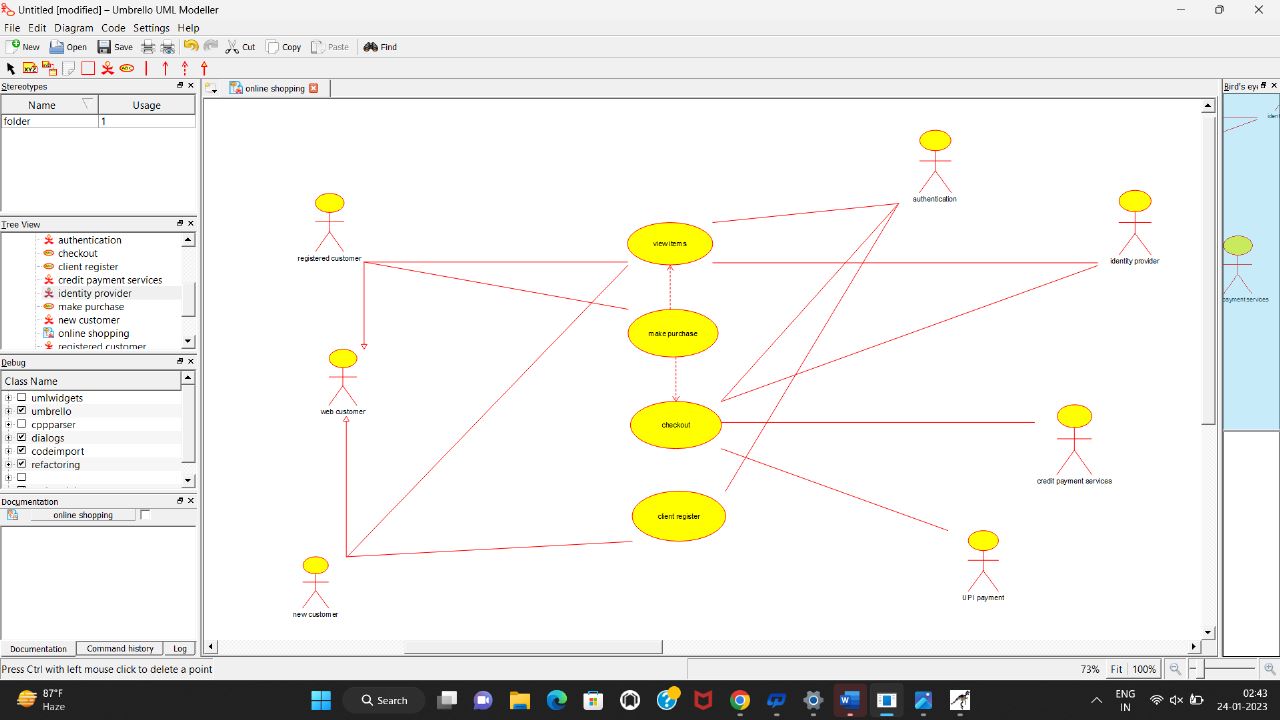 Untitled [modified] – Umbrello UML Modeller
File Edit Diagram Code Settings Help
New Open Save Cut Copy Paste Find
Stereotypes
Name Usage
folder 1
Tree View
authentication
checkout
client register
credit payment services
identity provider
make purchase
new customer
online shopping
registered customer
Debug
Class Name
umlwidgets
umbrello
cppparser
dialogs
codeimport
refactoring
Documentation
online shopping
Documentation Command history Log
online shopping
authentication
registered customer
view items
identity provider
make purchase
web customer
checkout
credit payment services
client register
UPI payment
new customer
Bird's ey
payment services
Press Ctrl with left mouse click to delete a point
73% Fit 100%
87°F
Haze
Search
ENG
IN
02:43
24-01-2023